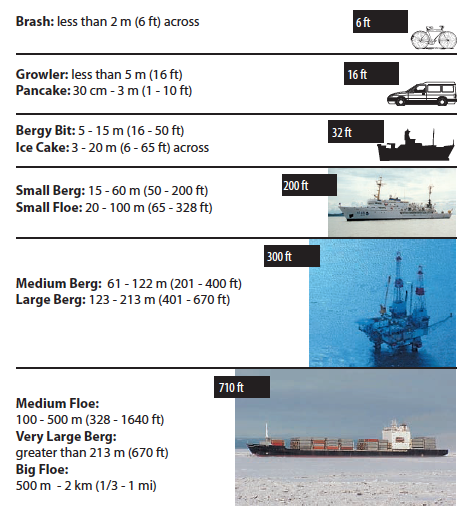 Brash: less than 2 m (6 ft) across
6 ft
Growler: less than 5 m (16 ft)
Pancake: 30 cm - 3 m (1 - 10 ft)
16 ft
Bergy Bit: 5 - 15 m (16 - 50 ft)
Ice Cake: 3 - 20 m (6 - 65 ft) across
32 ft
Small Berg: 15 - 60 m (50 - 200 ft)
Small Floe: 20 - 100 m (65 - 328 ft)
200 ft
300 ft
Medium Berg: 61 - 122 m (201 - 400 ft)
Large Berg: 123 - 213 m (401 - 670 ft)
710 ft
Medium Floe:
100 - 500 m (328 - 1640 ft)
Very Large Berg:
greater than 213 m (670 ft)
Big Floe:
500 m - 2 km (1/3 - 1 mi)